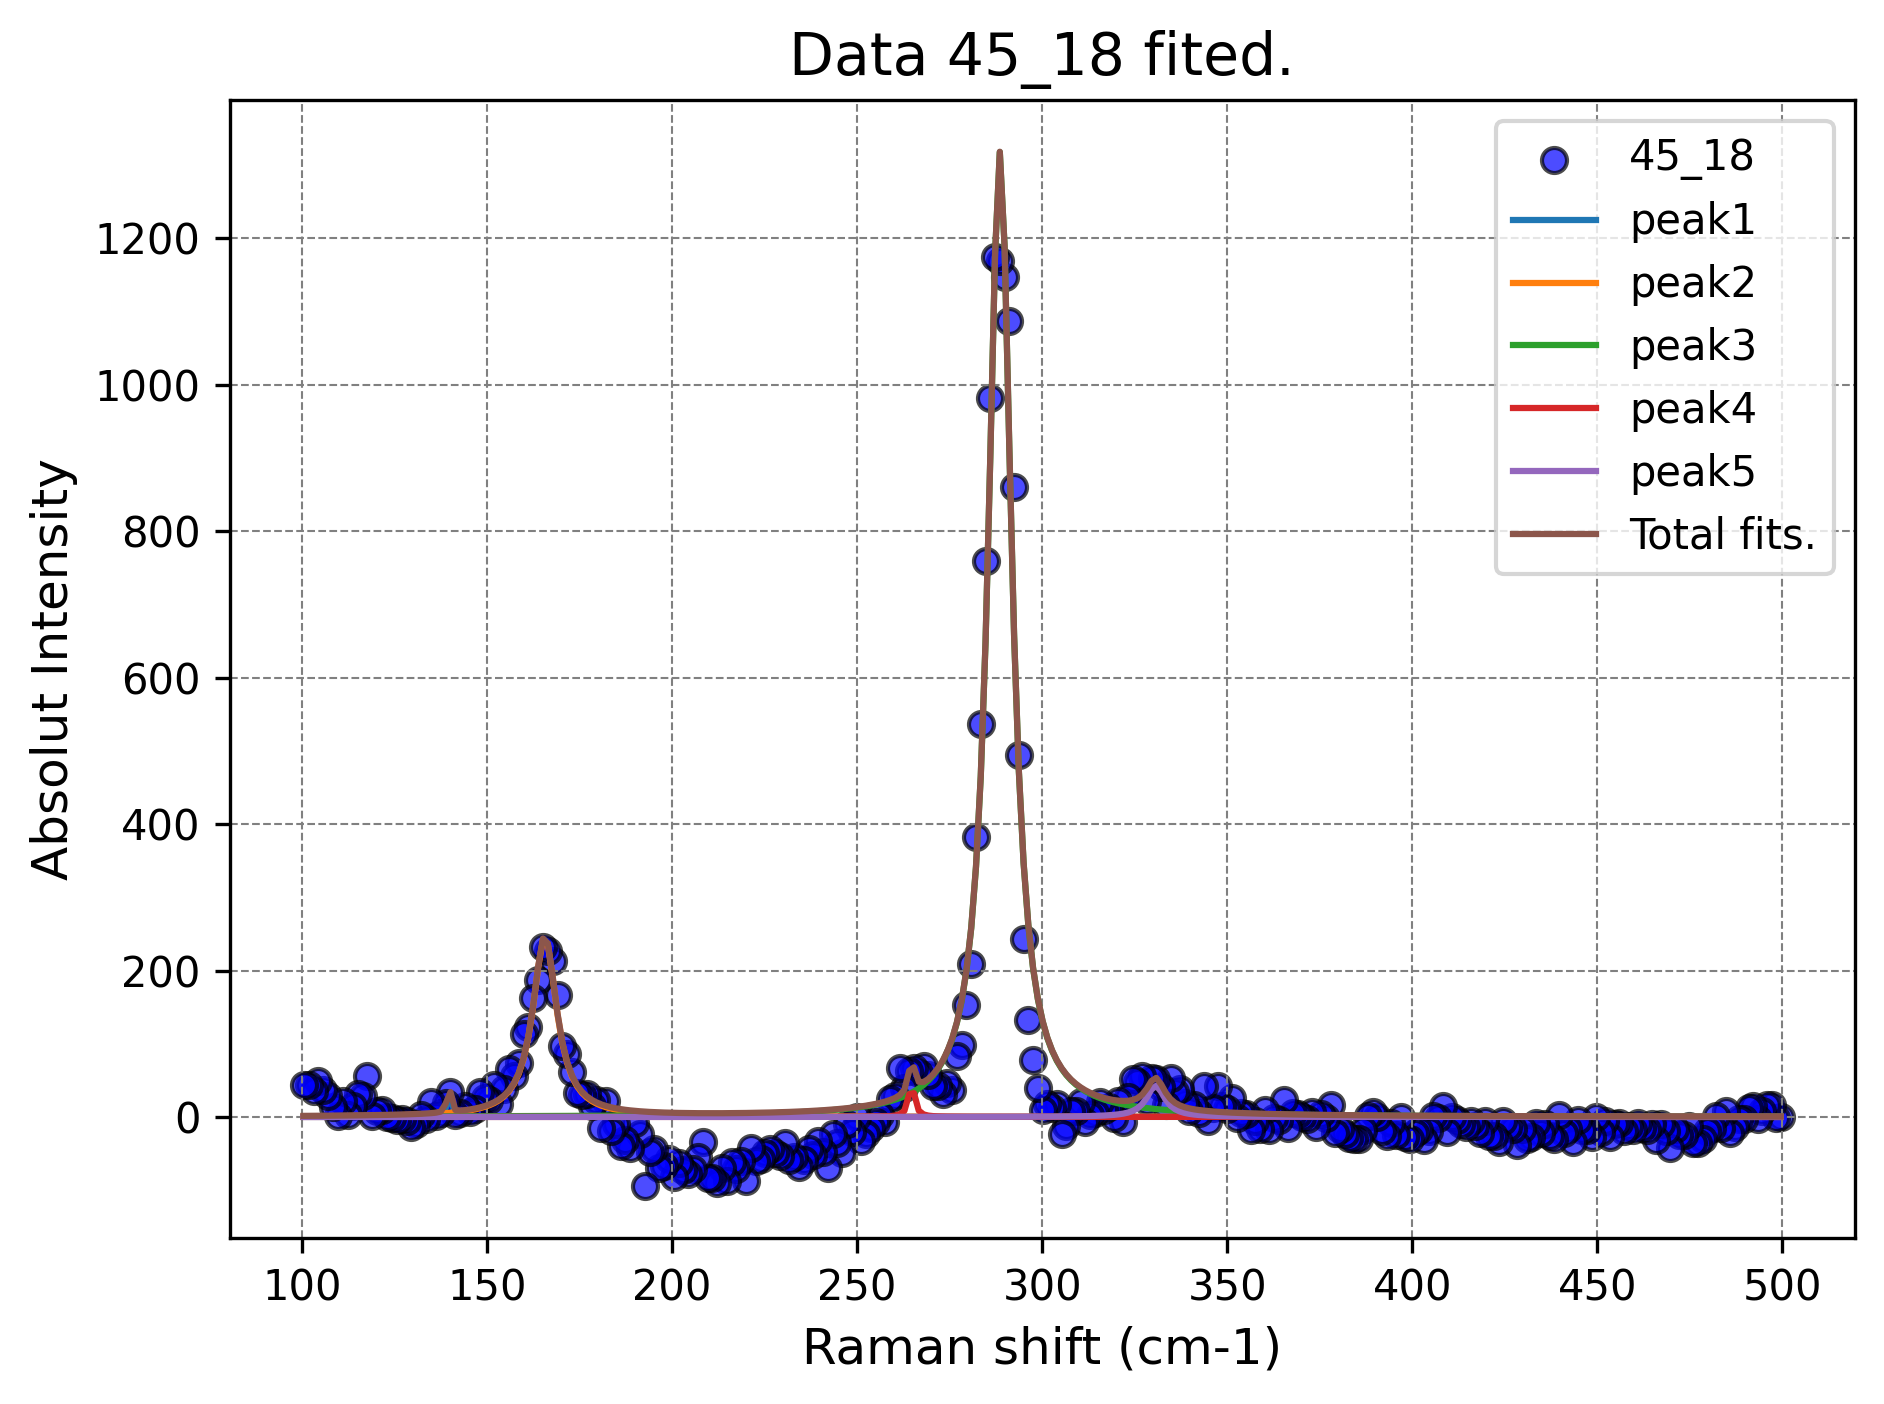 Data 45_18 fited.
Absolut Intensity
1200
1000
800
600
400
200
0
45_18
peak1
peak2
peak3
peak4
peak5
Total fits.
100 150 200 250 300 350 400 450 500
Raman shift (cm-1)